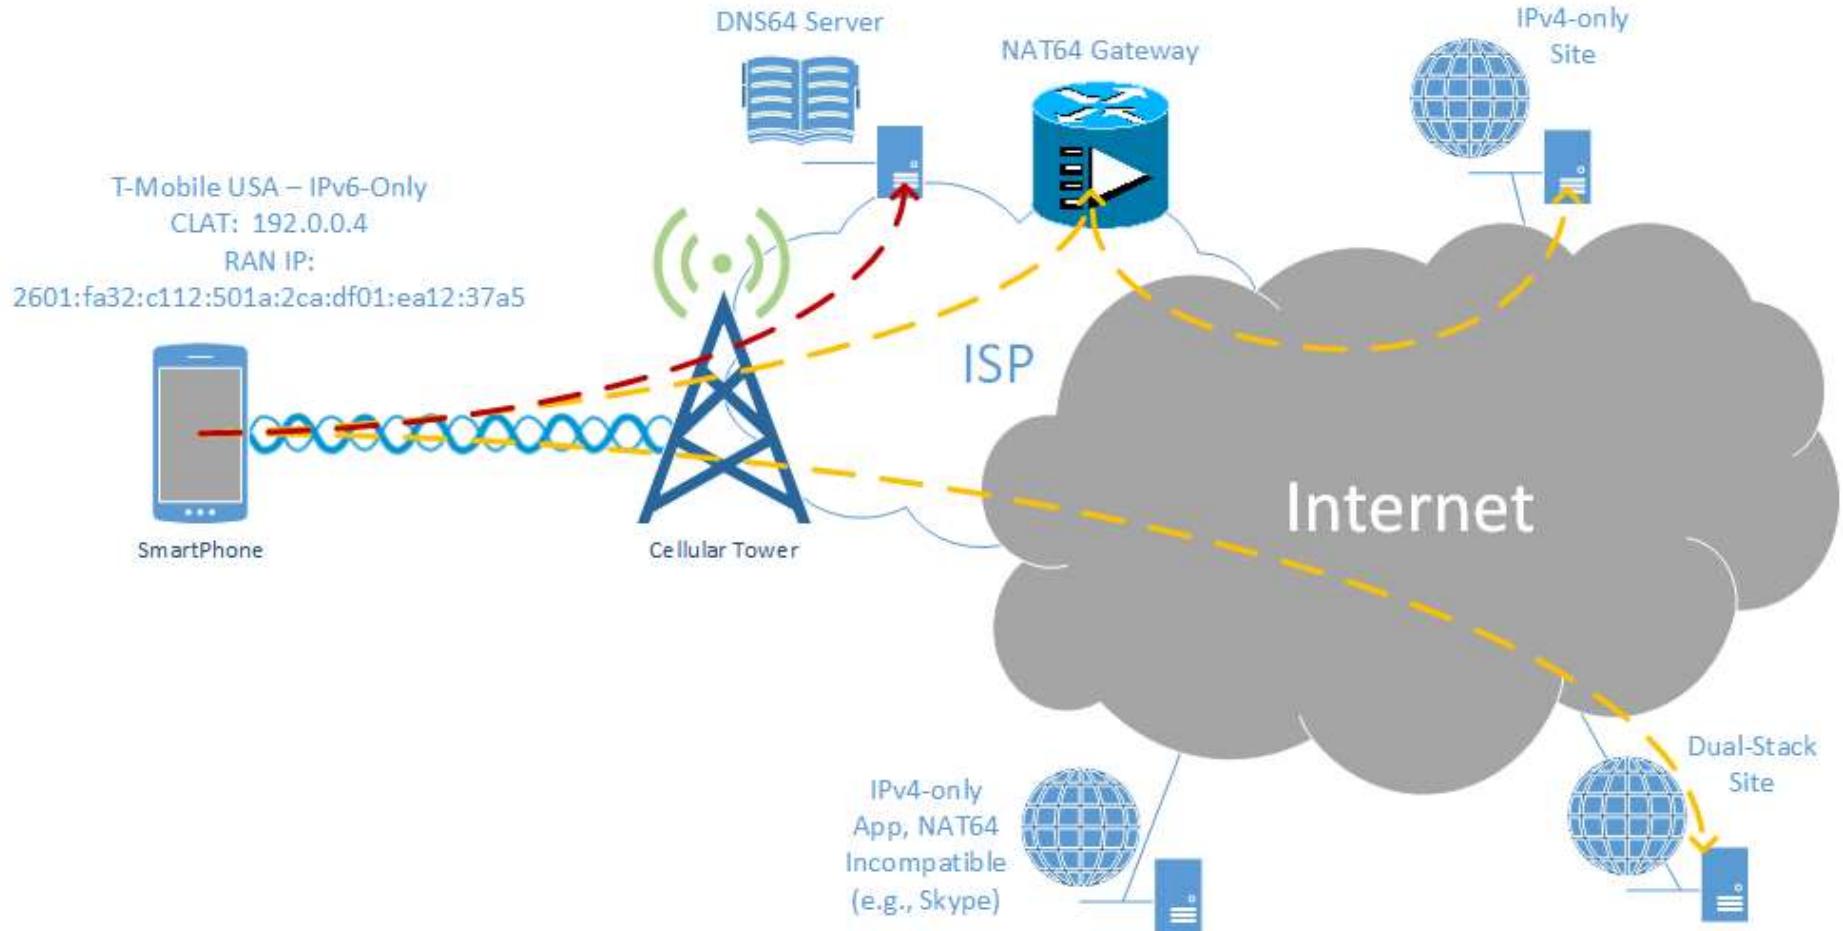 DNS64 Server
NAT64 Gateway
IPv4-only
Site
T-Mobile USA – IPv6-Only
CLAT:  192.0.0.4
RAN IP:
2601:fa32:c112:501a:2ca:df01:ea12:37a5
ISP
Internet
SmartPhone
Cellular Tower
Dual-Stack
Site
IPv4-only
App, NAT64
Incompatible
(e.g., Skype)